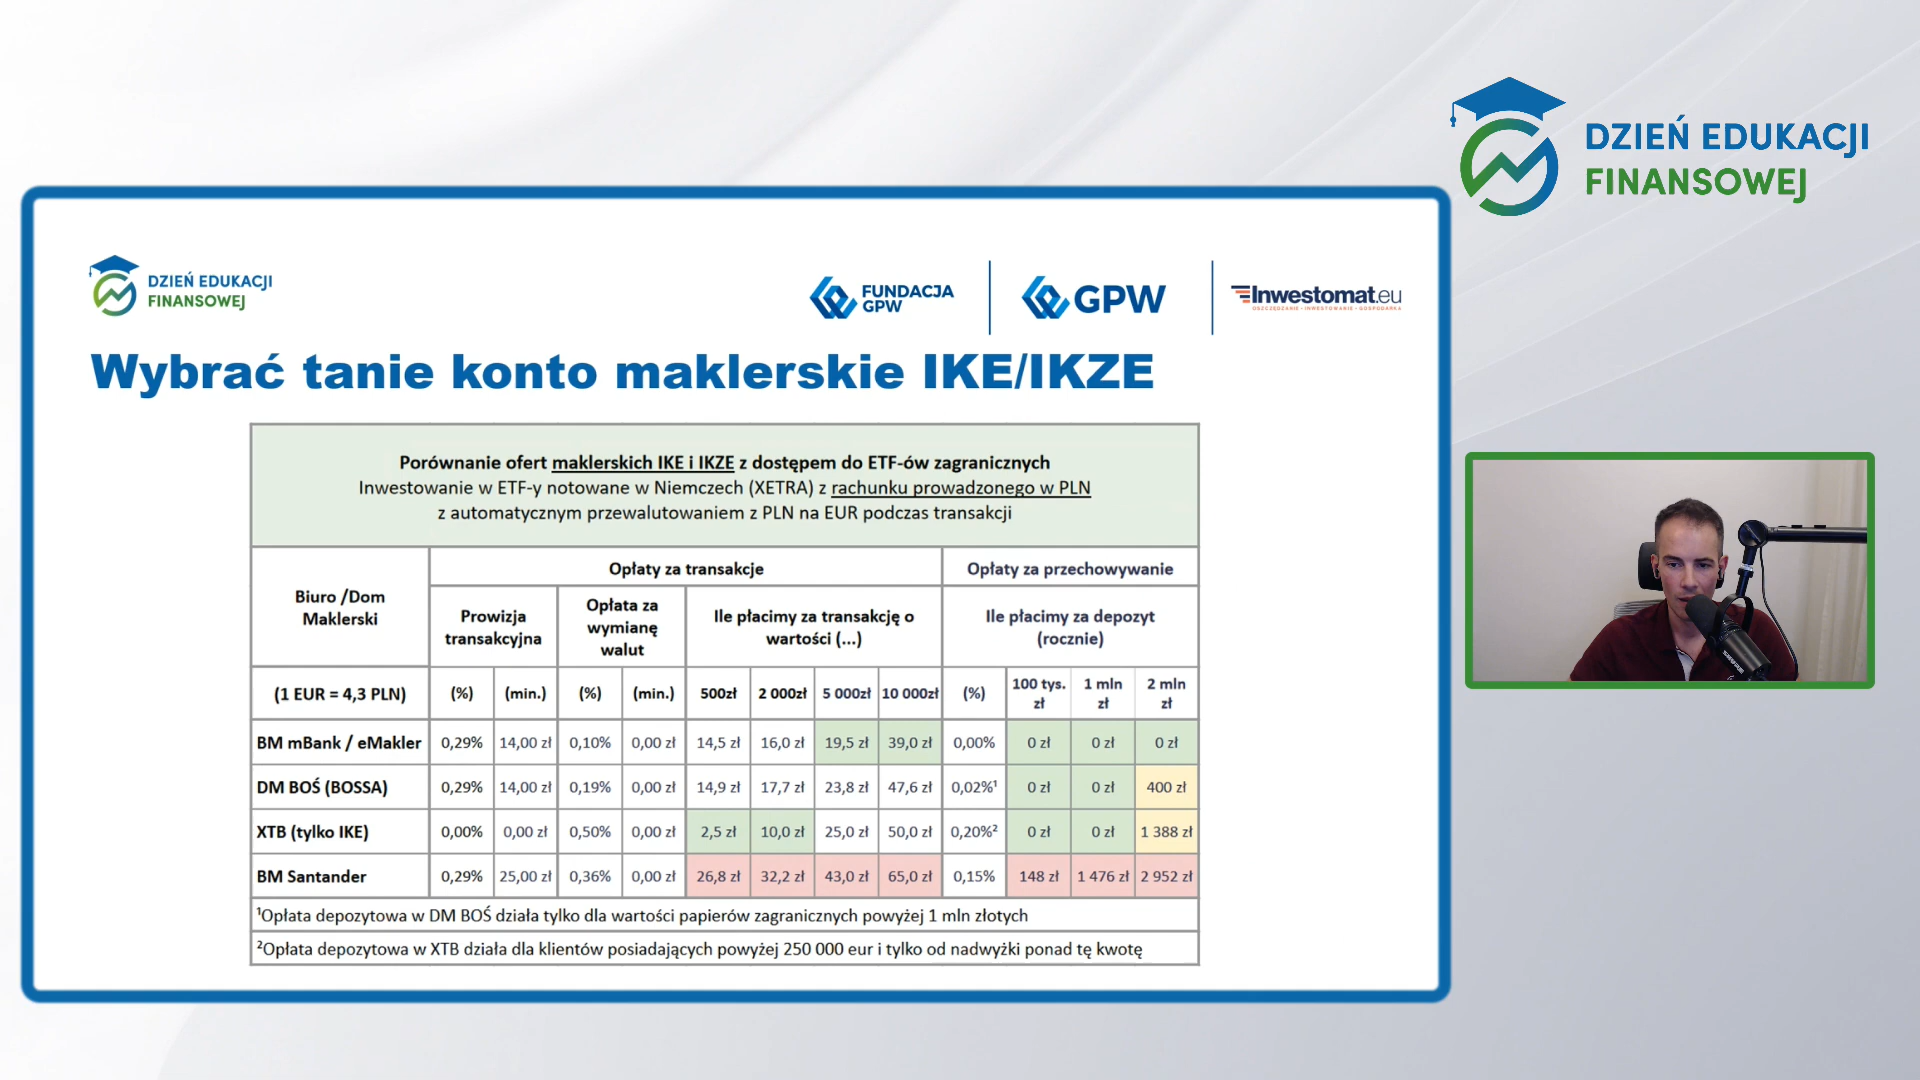 DZIEŃ EDUKACJI
FINANSOWEJ
DZIEŃ EDUKACJI
FINANSOWEJ
FUNDACJA
GPW
GPW
Inwestomat.eu
OSZCZĘDZANIE • INWESTOWANIE • GOSPODARKA
Wybrać tanie konto maklerskie IKE/IKZE
Porównanie ofert maklerskich IKE i IKZE z dostępem do ETF-ów zagranicznych
Inwestowanie w ETF-y notowane w Niemczech (XETRA) z rachunku prowadzonego w PLN
z automatycznym przewalutowaniem z PLN na EUR podczas transakcji
Biuro /Dom
Maklerski
Opłaty za transakcje
Opłaty za przechowywanie
Prowizja
transakcyjna
Opłata za
wymianę
walut
Ile płacimy za transakcję o
wartości (...)
Ile płacimy za depozyt
(rocznie)
(1 EUR = 4,3 PLN) (%) (min.) (%) (min.) 500zł 2 000zł 5 000zł 10 000zł (%) 100 tys. zł 1 mln zł 2 mln zł
BM mBank / eMakler 0,29% 14,00 zł 0,10% 0,00 zł 14,5 zł 16,0 zł 19,5 zł 39,0 zł 0,00% 0 zł 0 zł 0 zł
DM BOŚ (BOSSA) 0,29% 14,00 zł 0,19% 0,00 zł 14,9 zł 17,7 zł 23,8 zł 47,6 zł 0,02%¹ 0 zł 0 zł 400 zł
XTB (tylko IKE) 0,00% 0,00 zł 0,50% 0,00 zł 2,5 zł 10,0 zł 25,0 zł 50,0 zł 0,20%² 0 zł 0 zł 1 388 zł
BM Santander 0,29% 25,00 zł 0,36% 0,00 zł 26,8 zł 32,2 zł 43,0 zł 65,0 zł 0,15% 148 zł 1 476 zł 2 952 zł
¹Opłata depozytowa w DM BOŚ działa tylko dla wartości papierów zagranicznych powyżej 1 mln złotych
²Opłata depozytowa w XTB działa dla klientów posiadających powyżej 250 000 eur i tylko od nadwyżki ponad tę kwotę